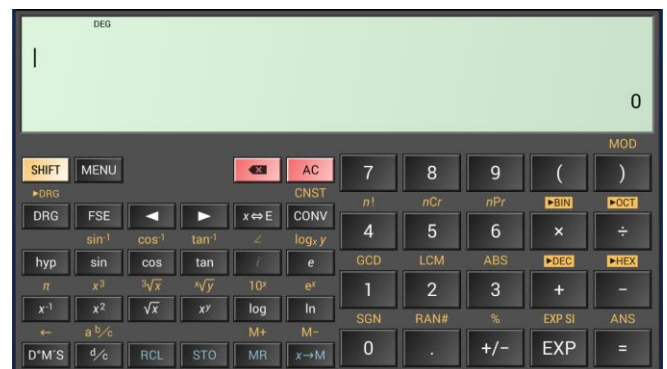 DEG
0
MOD
SHIFT MENU AC 7 8 9 ( )
▸DRG CNST n! nCr nPr ▸BIN ▸OCT
DRG FSE ◀ ▶ x⇔E CONV 4 5 6 × ÷
sin⁻¹ cos⁻¹ tan⁻¹ ∠ logₓ y GCD LCM ABS ▸DEC ▸HEX
hyp sin cos tan i e 1 2 3 + −
π x³ ³√x ˣ√y 10ˣ eˣ SGN RAN# % EXP SI ANS
x⁻¹ x² √x xʸ log ln 0 . +/− EXP =
← a b/c M+ M−
D°M´S d/c RCL STO MR x→M